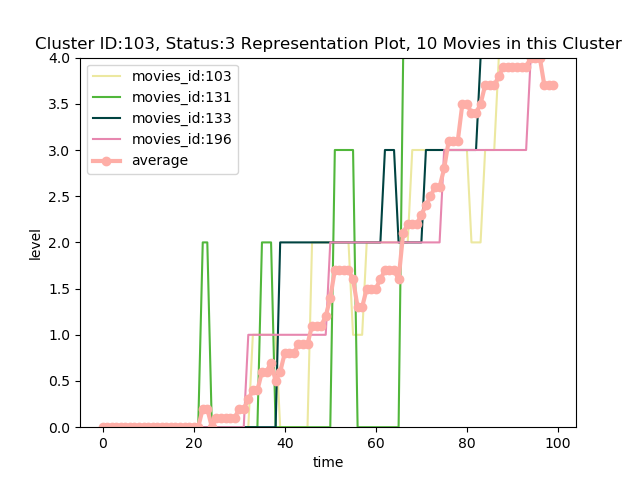 Cluster ID:103, Status:3 Representation Plot, 10 Movies in this Cluster
4.0
3.5
3.0
2.5
2.0
1.5
1.0
0.5
0.0
level
movies_id:103
movies_id:131
movies_id:133
movies_id:196
average
0 20 40 60 80 100
time